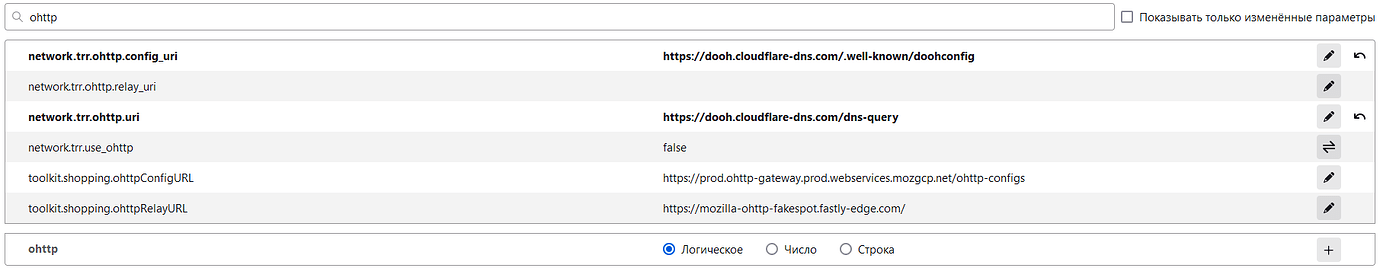 ohttp Показывать только изменённые параметры
network.trr.ohttp.config_uri https://dooh.cloudflare-dns.com/.well-known/doohconfig
network.trr.ohttp.relay_uri
network.trr.ohttp.uri https://dooh.cloudflare-dns.com/dns-query
network.trr.use_ohttp false
toolkit.shopping.ohttpConfigURL https://prod.ohttp-gateway.prod.webservices.mozgcp.net/ohttp-configs
toolkit.shopping.ohttpRelayURL https://mozilla-ohttp-fakespot.fastly-edge.com/
ohttp Логическое Число Строка